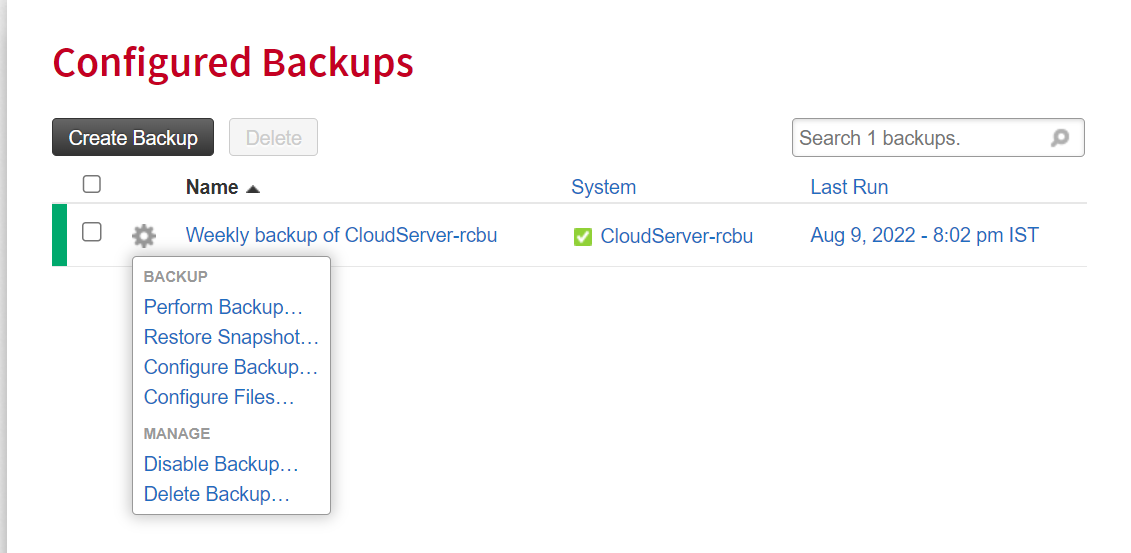 Configured Backups
Create Backup Delete Search 1 backups.
Name System Last Run
Weekly backup of CloudServer-rcbu CloudServer-rcbu Aug 9, 2022 - 8:02 pm IST
BACKUP
Perform Backup…
Restore Snapshot…
Configure Backup…
Configure Files…
MANAGE
Disable Backup…
Delete Backup…